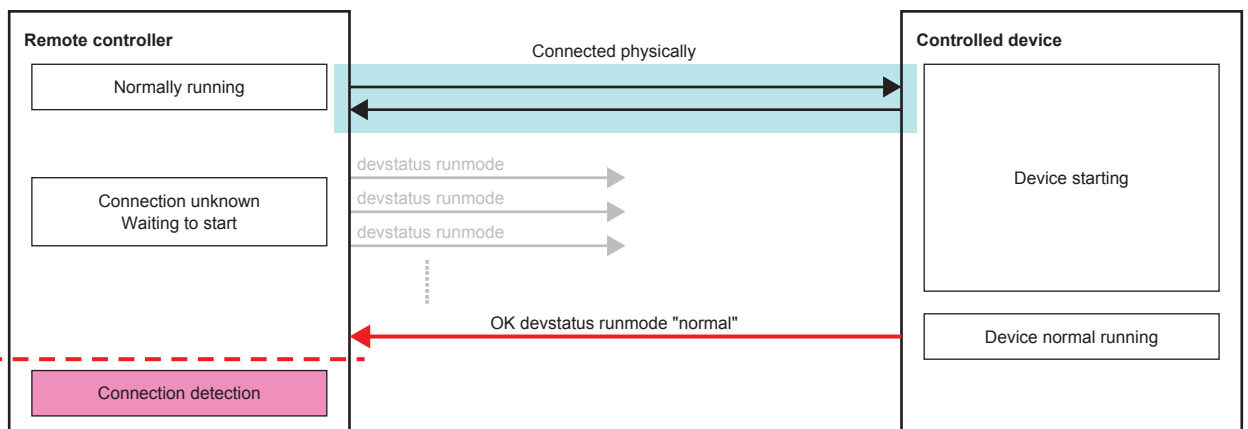 Remote controller
Connected physically
Controlled device
Normally running
devstatus runmode
Connection unknown
Waiting to start
devstatus runmode
devstatus runmode
Device starting
OK devstatus runmode "normal"
Device normal running
Connection detection